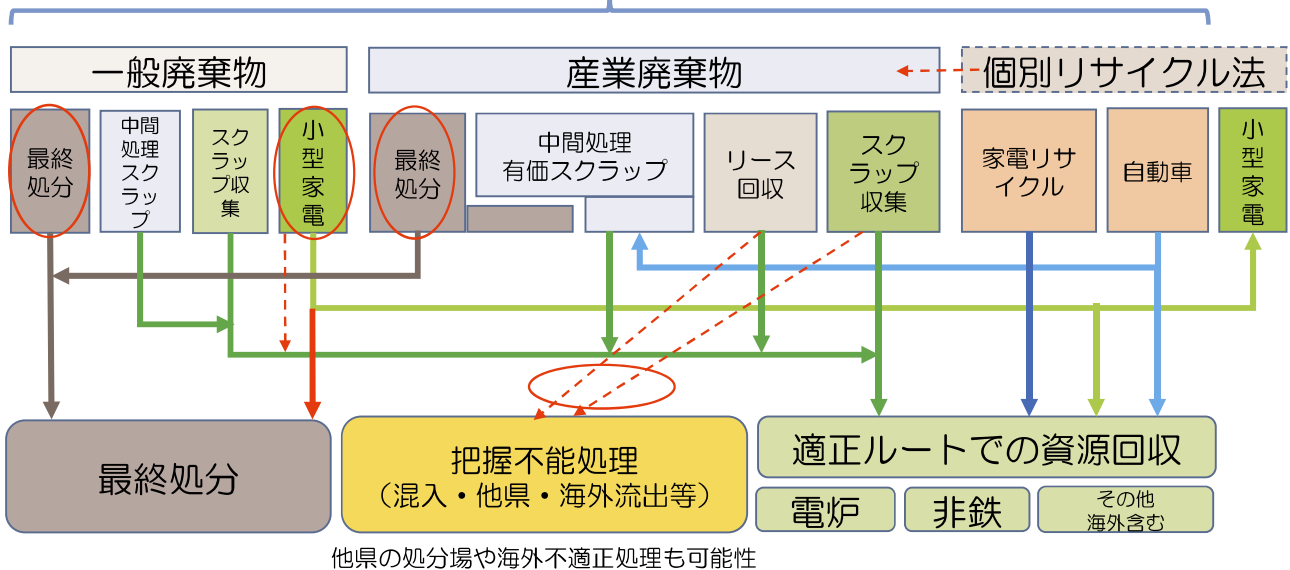 一般廃棄物
産業廃棄物
個別リサイクル法
最終
処分
中間
処理
スク
ラッ
プ
スク
ラッ
プ収
集
小
型
家
電
最終
処分
中間処理
有価スクラップ
リース
回収
スク
ラップ
収集
家電リサ
イクル
自動車
小
型
家
電
最終処分
把握不能処理
（混入・他県・海外流出等）
適正ルートでの資源回収
電炉
非鉄
その他
海外含む
他県の処分場や海外不適正処理も可能性